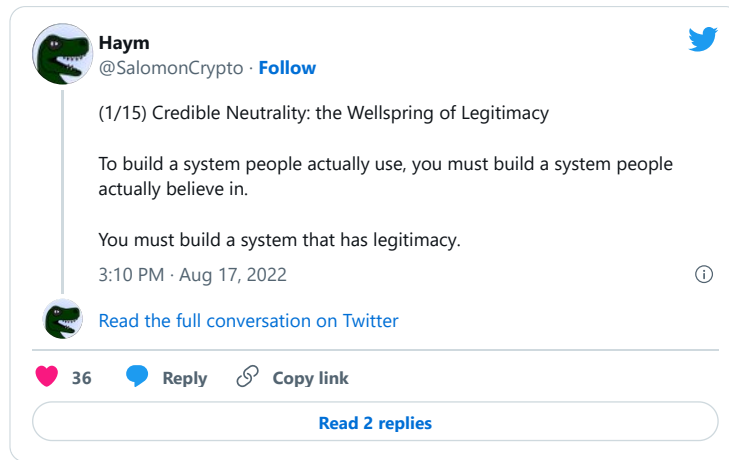 Haym
@SalomonCrypto · Follow
(1/15) Credible Neutrality: the Wellspring of Legitimacy
To build a system people actually use, you must build a system people
actually believe in.
You must build a system that has legitimacy.
3:10 PM · Aug 17, 2022
Read the full conversation on Twitter
36 Reply Copy link
Read 2 replies